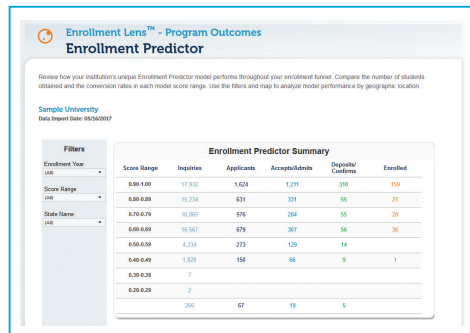 Enrollment Lens™ - Program Outcomes
Enrollment Predictor
Review how your institution's unique Enrollment Predictor model performs throughout your enrollment funnel. Compare the number of students
obtained and the conversion rates in each model score range. Use the filters and map to analyze model performance by geographic location.
Sample University
Data Import Date: 05/16/2017
Filters
Enrollment Year
(All)
Score Range
(All)
State Name
(All)
Enrollment Predictor Summary
Score Range Inquiries Applicants Accepts/Admits Deposits/Confirms Enrolled
0.90-1.00 17,932 1,624 1,211 310 159
0.80-0.89 15,234 631 331 55 27
0.70-0.79 16,865 576 284 55 28
0.60-0.69 16,567 679 307 56 36
0.50-0.59 4,234 273 129 14
0.40-0.49 1,828 150 66 9 1
0.30-0.39 7
0.20-0.29 2
266 67 19 5